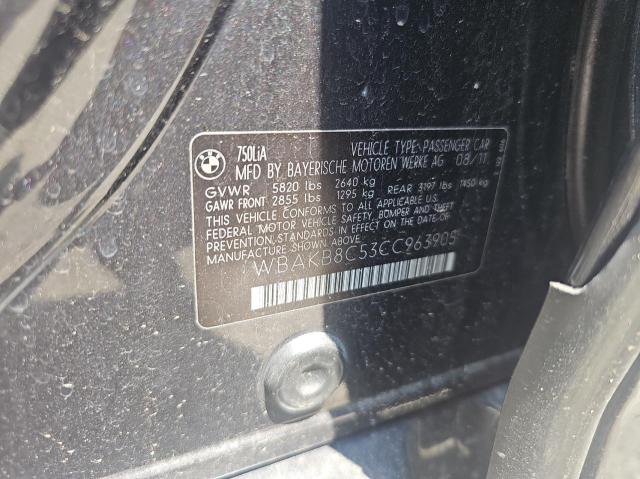 750LiA VEHICLE TYPE: PASSENGER CAR
MFD BY BAYERISCHE MOTOREN WERKE AG 08/11
GVWR 5820 lbs 2640 kg
GAWR FRONT 2855 lbs 1295 kg REAR 3197 lbs 1450 kg
THIS VEHICLE CONFORMS TO ALL APPLICABLE
FEDERAL MOTOR VEHICLE SAFETY, BUMPER AND THEFT
PREVENTION STANDARDS IN EFFECT ON THE DATE OF
MANUFACTURE SHOWN ABOVE
WBAKB8C53CC963905